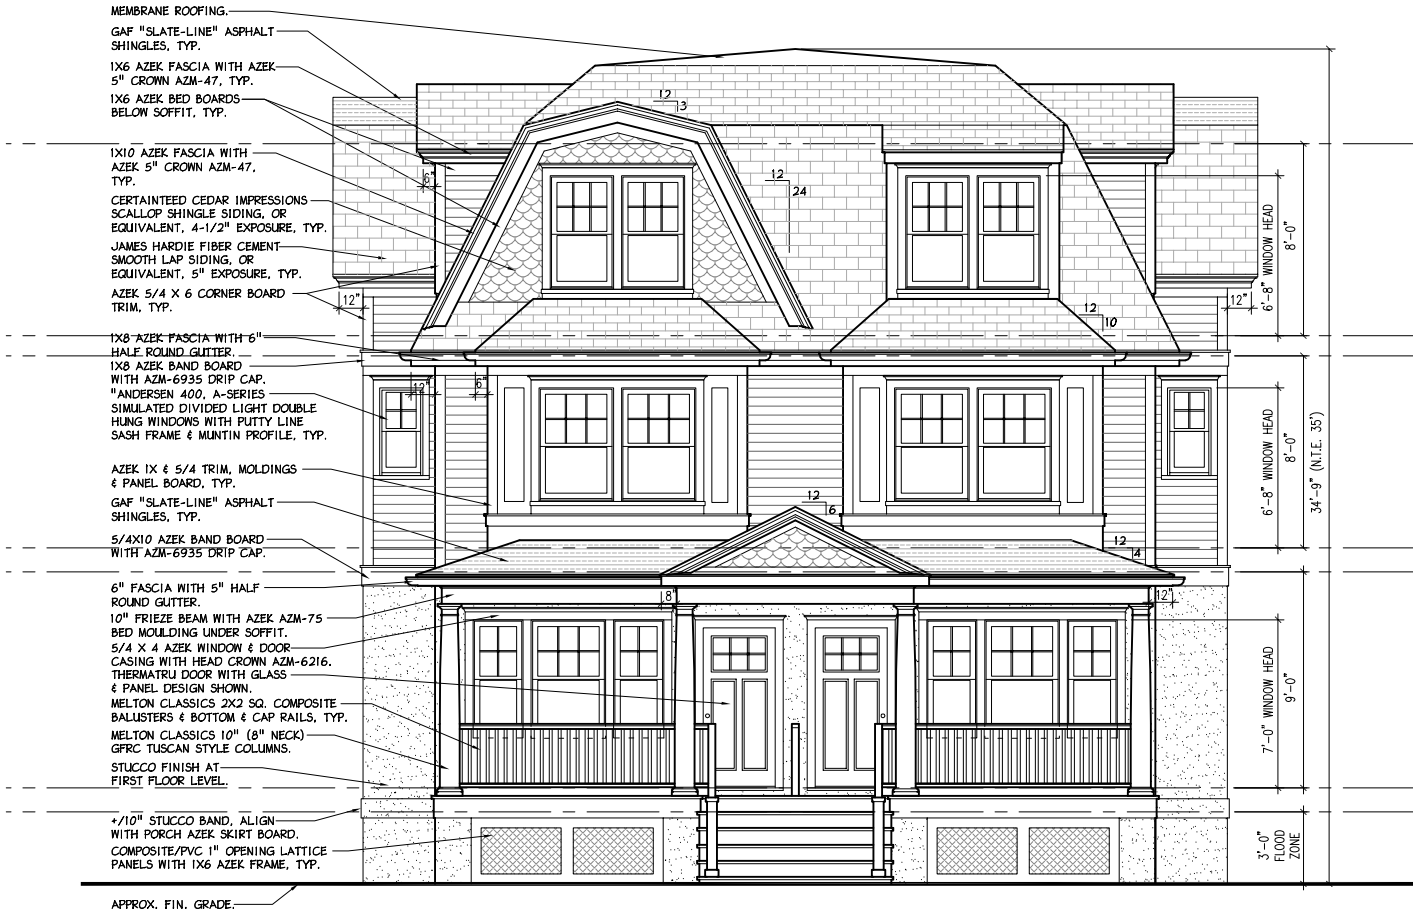 MEMBRANE ROOFING.
GAF "SLATE-LINE" ASPHALT
SHINGLES, TYP.
1X6 AZEK FASCIA WITH AZEK
5" CROWN AZM-47, TYP.
1X6 AZEK BED BOARDS
BELOW SOFFIT, TYP.
1X10 AZEK FASCIA WITH
AZEK 5" CROWN AZM-47,
TYP.
CERTAINTEED CEDAR IMPRESSIONS
SCALLOP SHINGLE SIDING, OR
EQUIVALENT, 4-1/2" EXPOSURE, TYP.
JAMES HARDIE FIBER CEMENT
SMOOTH LAP SIDING, OR
EQUIVALENT, 5" EXPOSURE, TYP.
AZEK 5/4 X 6 CORNER BOARD
TRIM, TYP.
1X8 AZEK FASCIA WITH 6"
HALF ROUND GUTTER.
1X8 AZEK BAND BOARD
WITH AZM-6935 DRIP CAP.
"ANDERSEN 400, A-SERIES
SIMULATED DIVIDED LIGHT DOUBLE
HUNG WINDOWS WITH PUTTY LINE
SASH FRAME & MUNTIN PROFILE, TYP.
AZEK 1X & 5/4 TRIM, MOLDINGS
& PANEL BOARD, TYP.
GAF "SLATE-LINE" ASPHALT
SHINGLES, TYP.
5/4X10 AZEK BAND BOARD
WITH AZM-6935 DRIP CAP.
6" FASCIA WITH 5" HALF
ROUND GUTTER.
10" FRIEZE BEAM WITH AZEK AZM-75
BED MOULDING UNDER SOFFIT.
5/4 X 4 AZEK WINDOW & DOOR
CASING WITH HEAD CROWN AZM-6216.
THERMATRU DOOR WITH GLASS
& PANEL DESIGN SHOWN.
MELTON CLASSICS 2X2 SQ. COMPOSITE
BALUSTERS & BOTTOM & CAP RAILS, TYP.
MELTON CLASSICS 10" (8" NECK)
GFRC TUSCAN STYLE COLUMNS.
STUCCO FINISH AT
FIRST FLOOR LEVEL.
+/10" STUCCO BAND, ALIGN
WITH PORCH AZEK SKIRT BOARD.
COMPOSITE/PVC 1" OPENING LATTICE
PANELS WITH 1X6 AZEK FRAME, TYP.
APPROX. FIN. GRADE.
12
3
12
24
6"
12"
12"
12
10
12"
6"
12
6
12
4
8"
12"
6'-8" WINDOW HEAD
8'-0"
6'-8" WINDOW HEAD
8'-0"
34'-9" (N.T.E. 35')
7'-0" WINDOW HEAD
9'-0"
3'-0"
FLOOD
ZONE